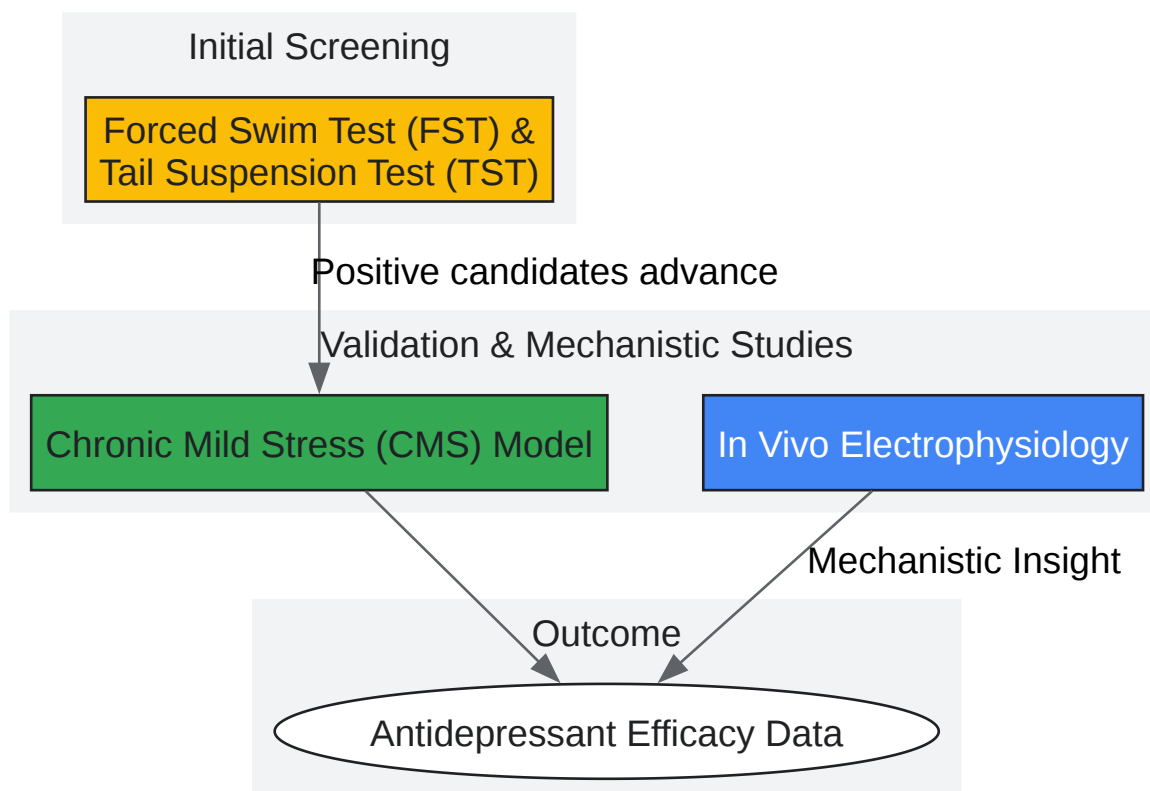 Initial Screening
Forced Swim Test (FST) &
Tail Suspension Test (TST)
Positive candidates advance
Validation & Mechanistic Studies
Chronic Mild Stress (CMS) Model
In Vivo Electrophysiology
Mechanistic Insight
Outcome
Antidepressant Efficacy Data